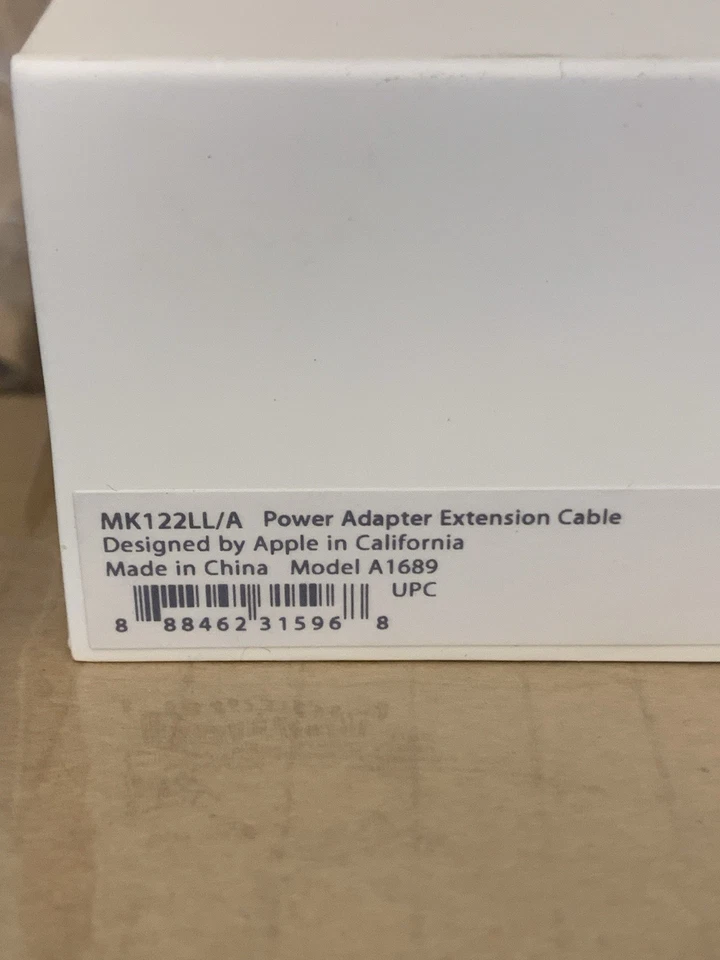 MK122LL/A Power Adapter Extension Cable
Designed by Apple in California
Made in China Model A1689
UPC
8 88462 31596 8